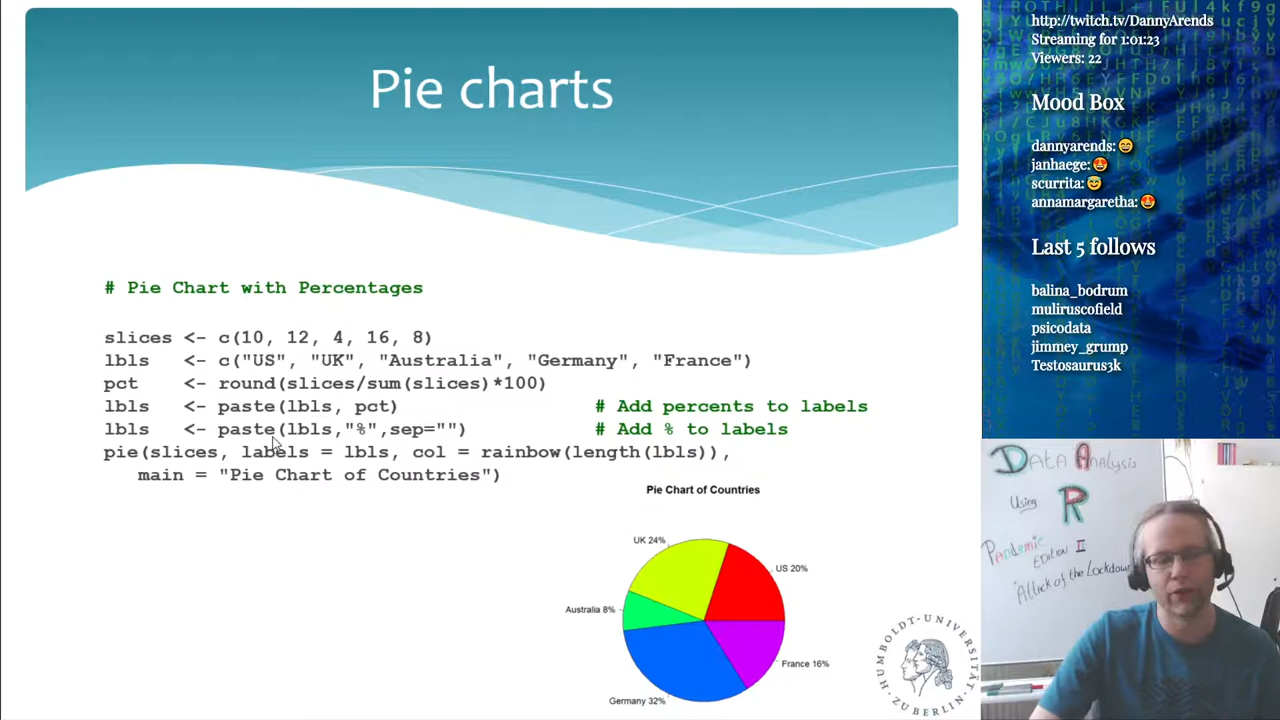 Pie charts
# Pie Chart with Percentages
slices <- c(10, 12, 4, 16, 8)
lbls <- c("US", "UK", "Australia", "Germany", "France")
pct <- round(slices/sum(slices)*100)
lbls <- paste(lbls, pct) # Add percents to labels
lbls <- paste(lbls,"%",sep="") # Add % to labels
pie(slices, labels = lbls, col = rainbow(length(lbls)),
main = "Pie Chart of Countries")
Pie Chart of Countries
UK 24%
US 20%
Australia 8%
France 16%
Germany 32%
HUMBOLDT-UNIVERSITÄT ZU BERLIN
http://twitch.tv/DannyArends
Streaming for 1:01:23
Viewers: 22
Mood Box
dannyarends: 😄
janhaege: 😍
scurrita: 😅
annamargaretha: 😍
Last 5 follows
balina_bodrum
muliruscofield
psicodata
jimmey_grump
Testosaurus3k
Data Analysis
Using
R
Pandemic
Edition II
"Attack of the Lockdown